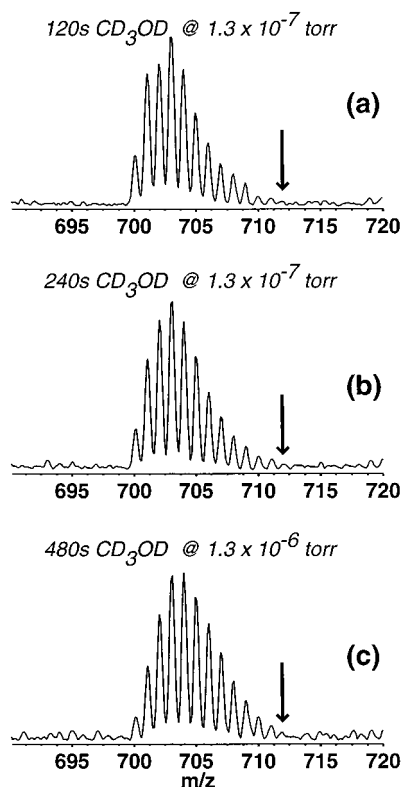 120s CD₃OD @ 1.3 x 10⁻⁷ torr
(a)
695 700 705 710 715 720
240s CD₃OD @ 1.3 x 10⁻⁷ torr
(b)
695 700 705 710 715 720
480s CD₃OD @ 1.3 x 10⁻⁶ torr
(c)
695 700 705 710 715 720
m/z